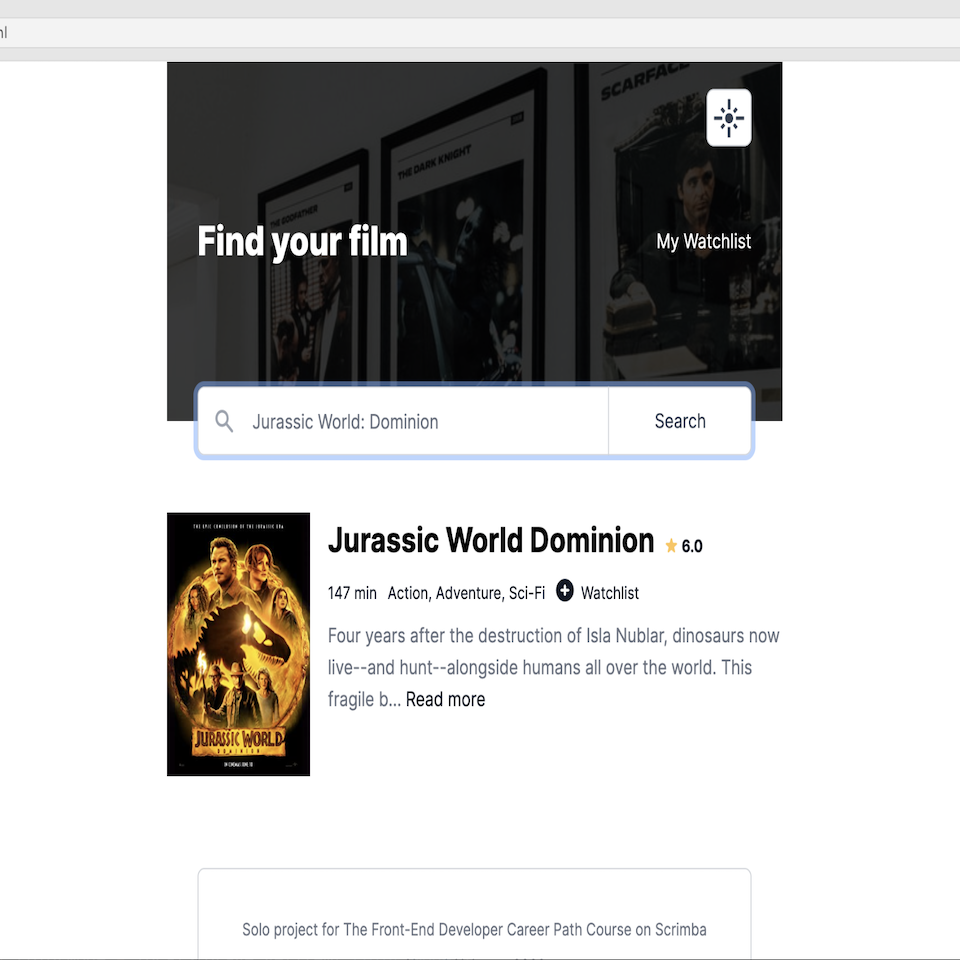 SCARFACE
THE DARK KNIGHT
THE GODFATHER
Find your film
My Watchlist
Jurassic World: Dominion
Search
THE EPIC CONCLUSION OF THE JURASSIC ERA
JURASSIC WORLD
DOMINION
IN CINEMAS JUNE 10
Jurassic World Dominion 6.0
147 min Action, Adventure, Sci-Fi Watchlist
Four years after the destruction of Isla Nublar, dinosaurs now
live--and hunt--alongside humans all over the world. This
fragile b... Read more
Solo project for The Front-End Developer Career Path Course on Scrimba